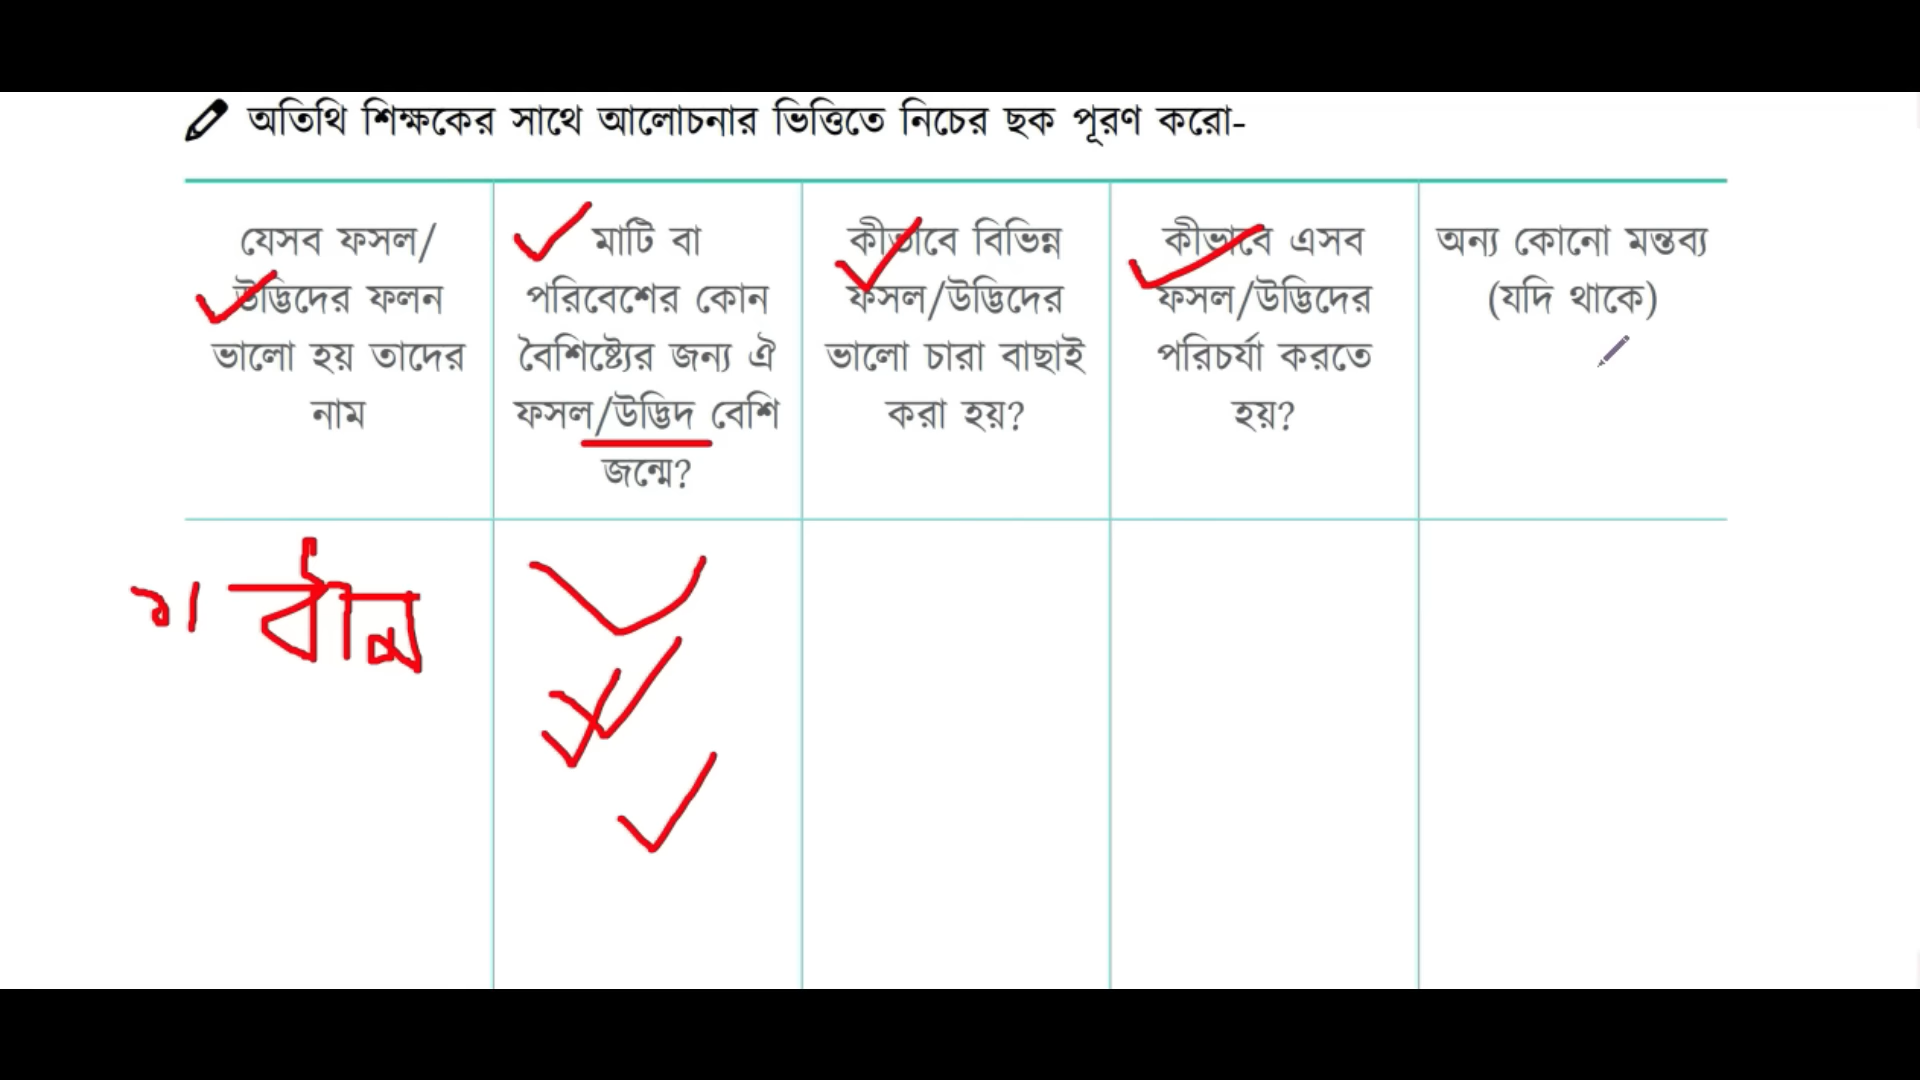 অতিথি শিক্ষকের সাথে আলোচনার ভিত্তিতে নিচের ছক পূরণ করো-
যেসব ফসল/
উদ্ভিদের ফলন
ভালো হয় তাদের
নাম
মাটি বা
পরিবেশের কোন
বৈশিষ্ট্যের জন্য ঐ
ফসল/উদ্ভিদ বেশি
জন্মে?
কীভাবে বিভিন্ন
ফসল/উদ্ভিদের
ভালো চারা বাছাই
করা হয়?
কীভাবে এসব
ফসল/উদ্ভিদের
পরিচর্যা করতে
হয়?
অন্য কোনো মন্তব্য
(যদি থাকে)
১। ধান